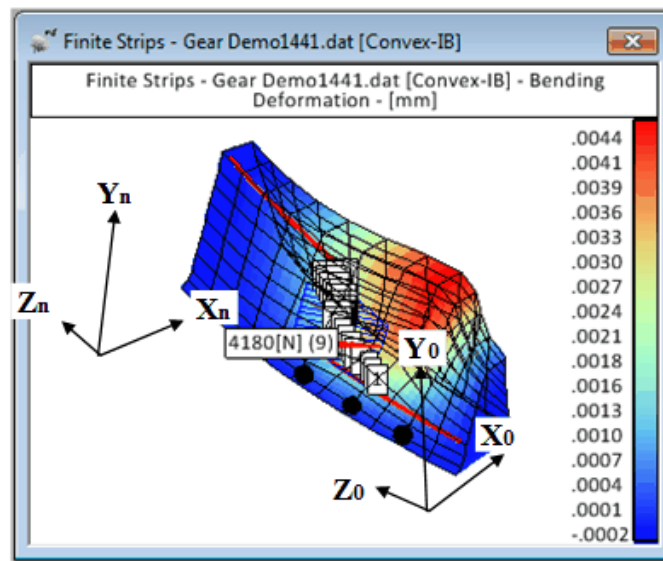 Finite Strips - Gear Demo1441.dat [Convex-IB]
Finite Strips - Gear Demo1441.dat [Convex-IB] - Bending
Deformation - [mm]
.0044
.0041
.0039
.0036
.0033
.0030
.0027
.0024
.0021
.0018
.0016
.0013
.0010
.0007
.0004
.0001
-.0002
Yn
Zn
Xn
4180[N] (9)
Y0
X0
Z0